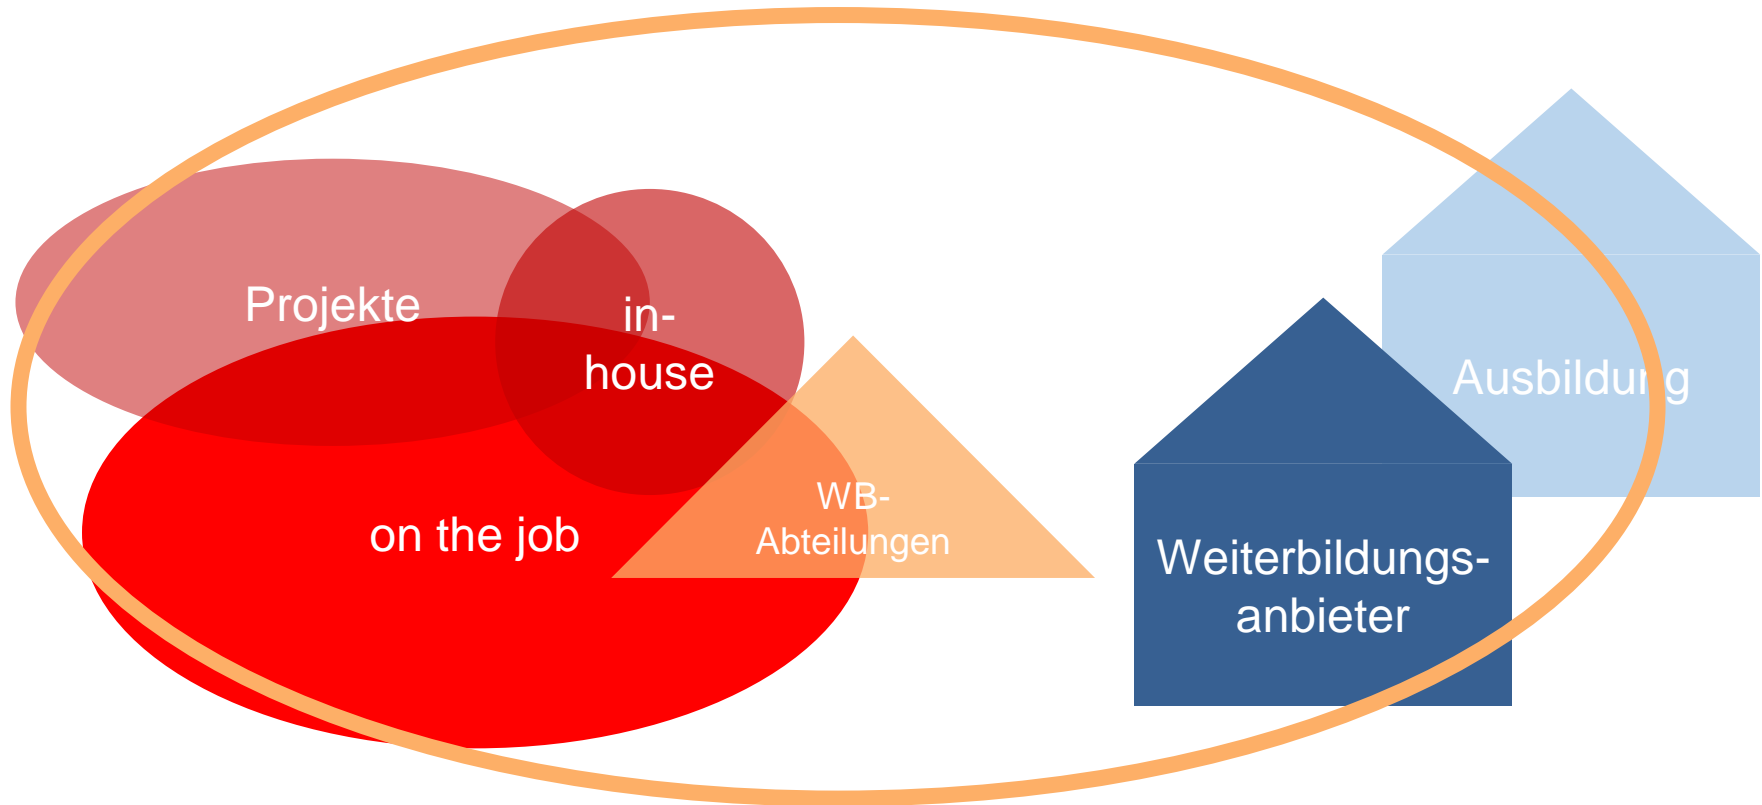 Projekte
in-
house
on the job
WB-
Abteilungen
Weiterbildungs-
anbieter
Ausbildung